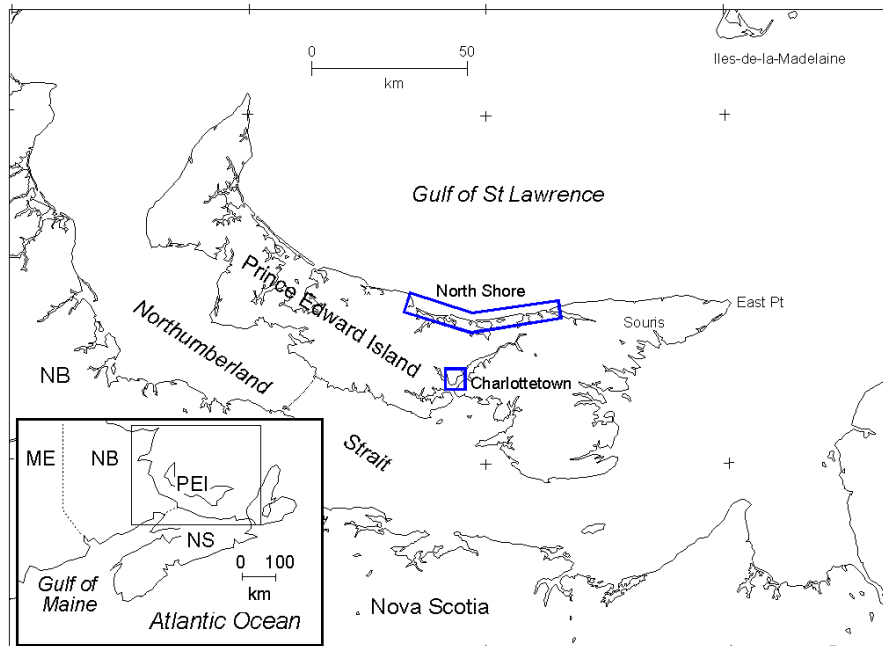 0 50
km
Iles-de-la-Madelaine
Gulf of St Lawrence
North Shore
Prince Edward Island
East Pt
Souris
Northumberland
Charlottetown
NB
Strait
ME
NB
PEI
NS
0 100
km
Gulf of
Maine
Atlantic Ocean
Nova Scotia